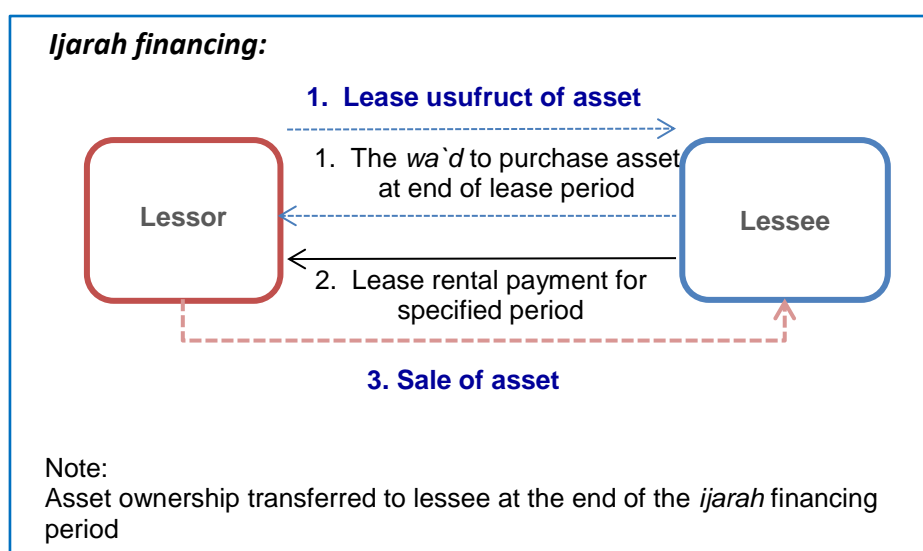 Ijarah financing:
1. Lease usufruct of asset
1. The wa`d to purchase asset
at end of lease period
Lessor
Lessee
2. Lease rental payment for
specified period
3. Sale of asset
Note:
Asset ownership transferred to lessee at the end of the ijarah financing
period